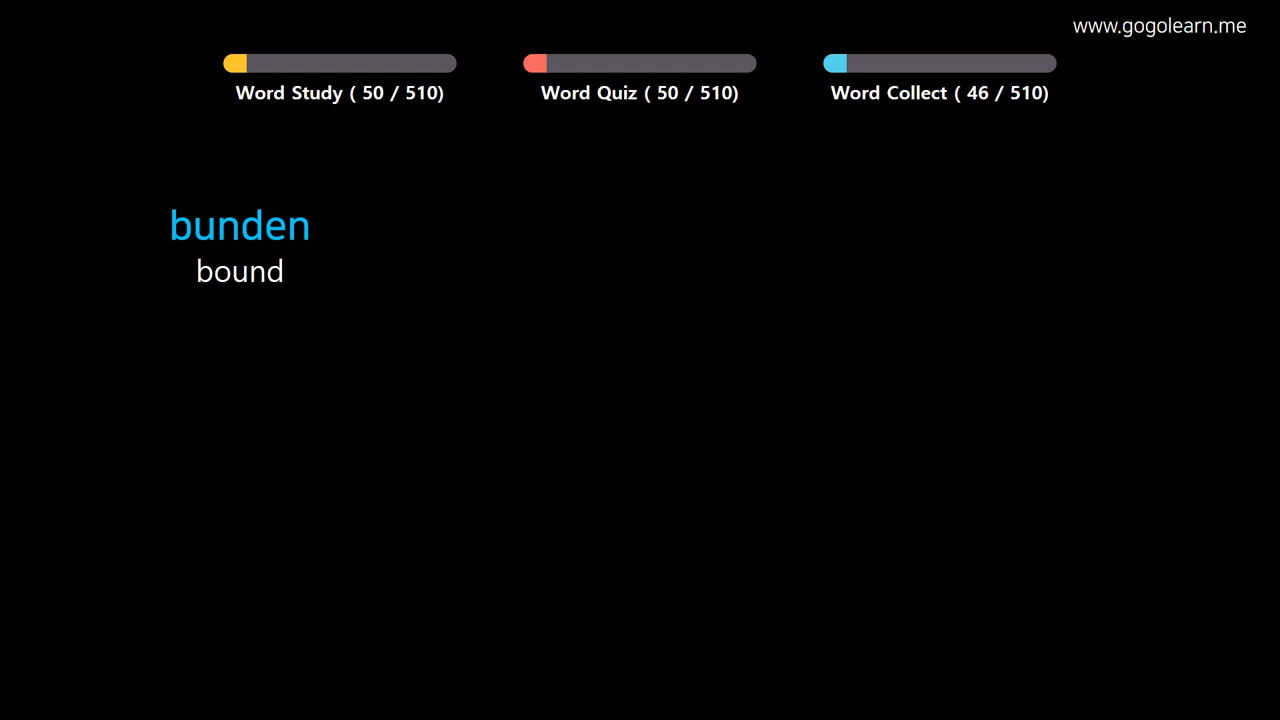 www.gogolearn.me
Word Study ( 50 / 510)
Word Quiz ( 50 / 510)
Word Collect ( 46 / 510)
bunden
bound